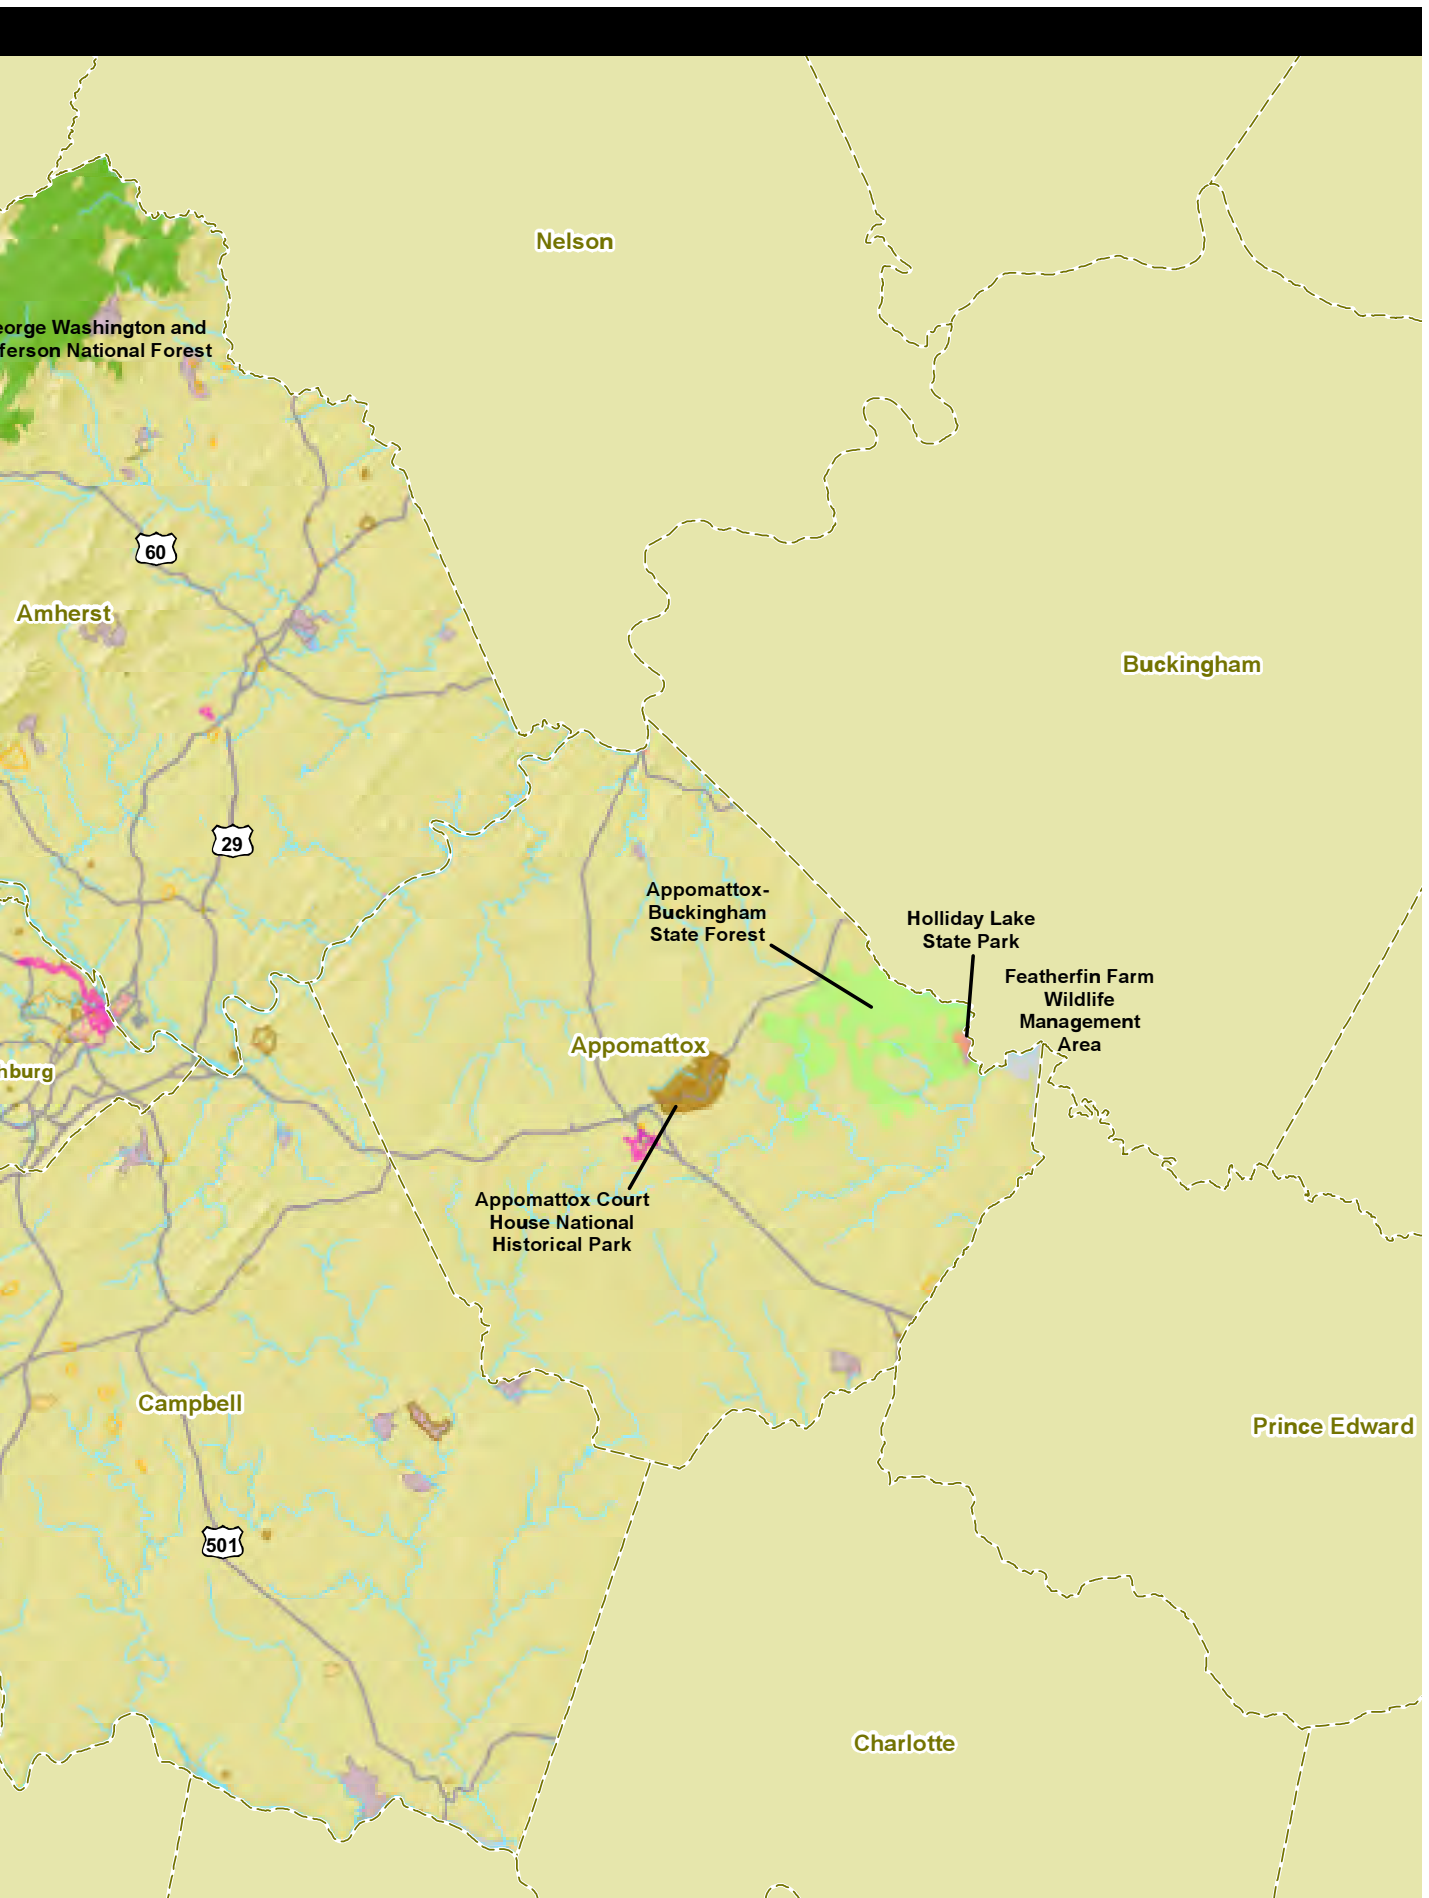 Nelson
eorge Washington and
ferson National Forest
60
Amherst
Buckingham
29
Appomattox-
Buckingham
State Forest
Holliday Lake
State Park
Featherfin Farm
Wildlife
Management
Area
Appomattox
hburg
Appomattox Court
House National
Historical Park
Campbell
Prince Edward
501
Charlotte